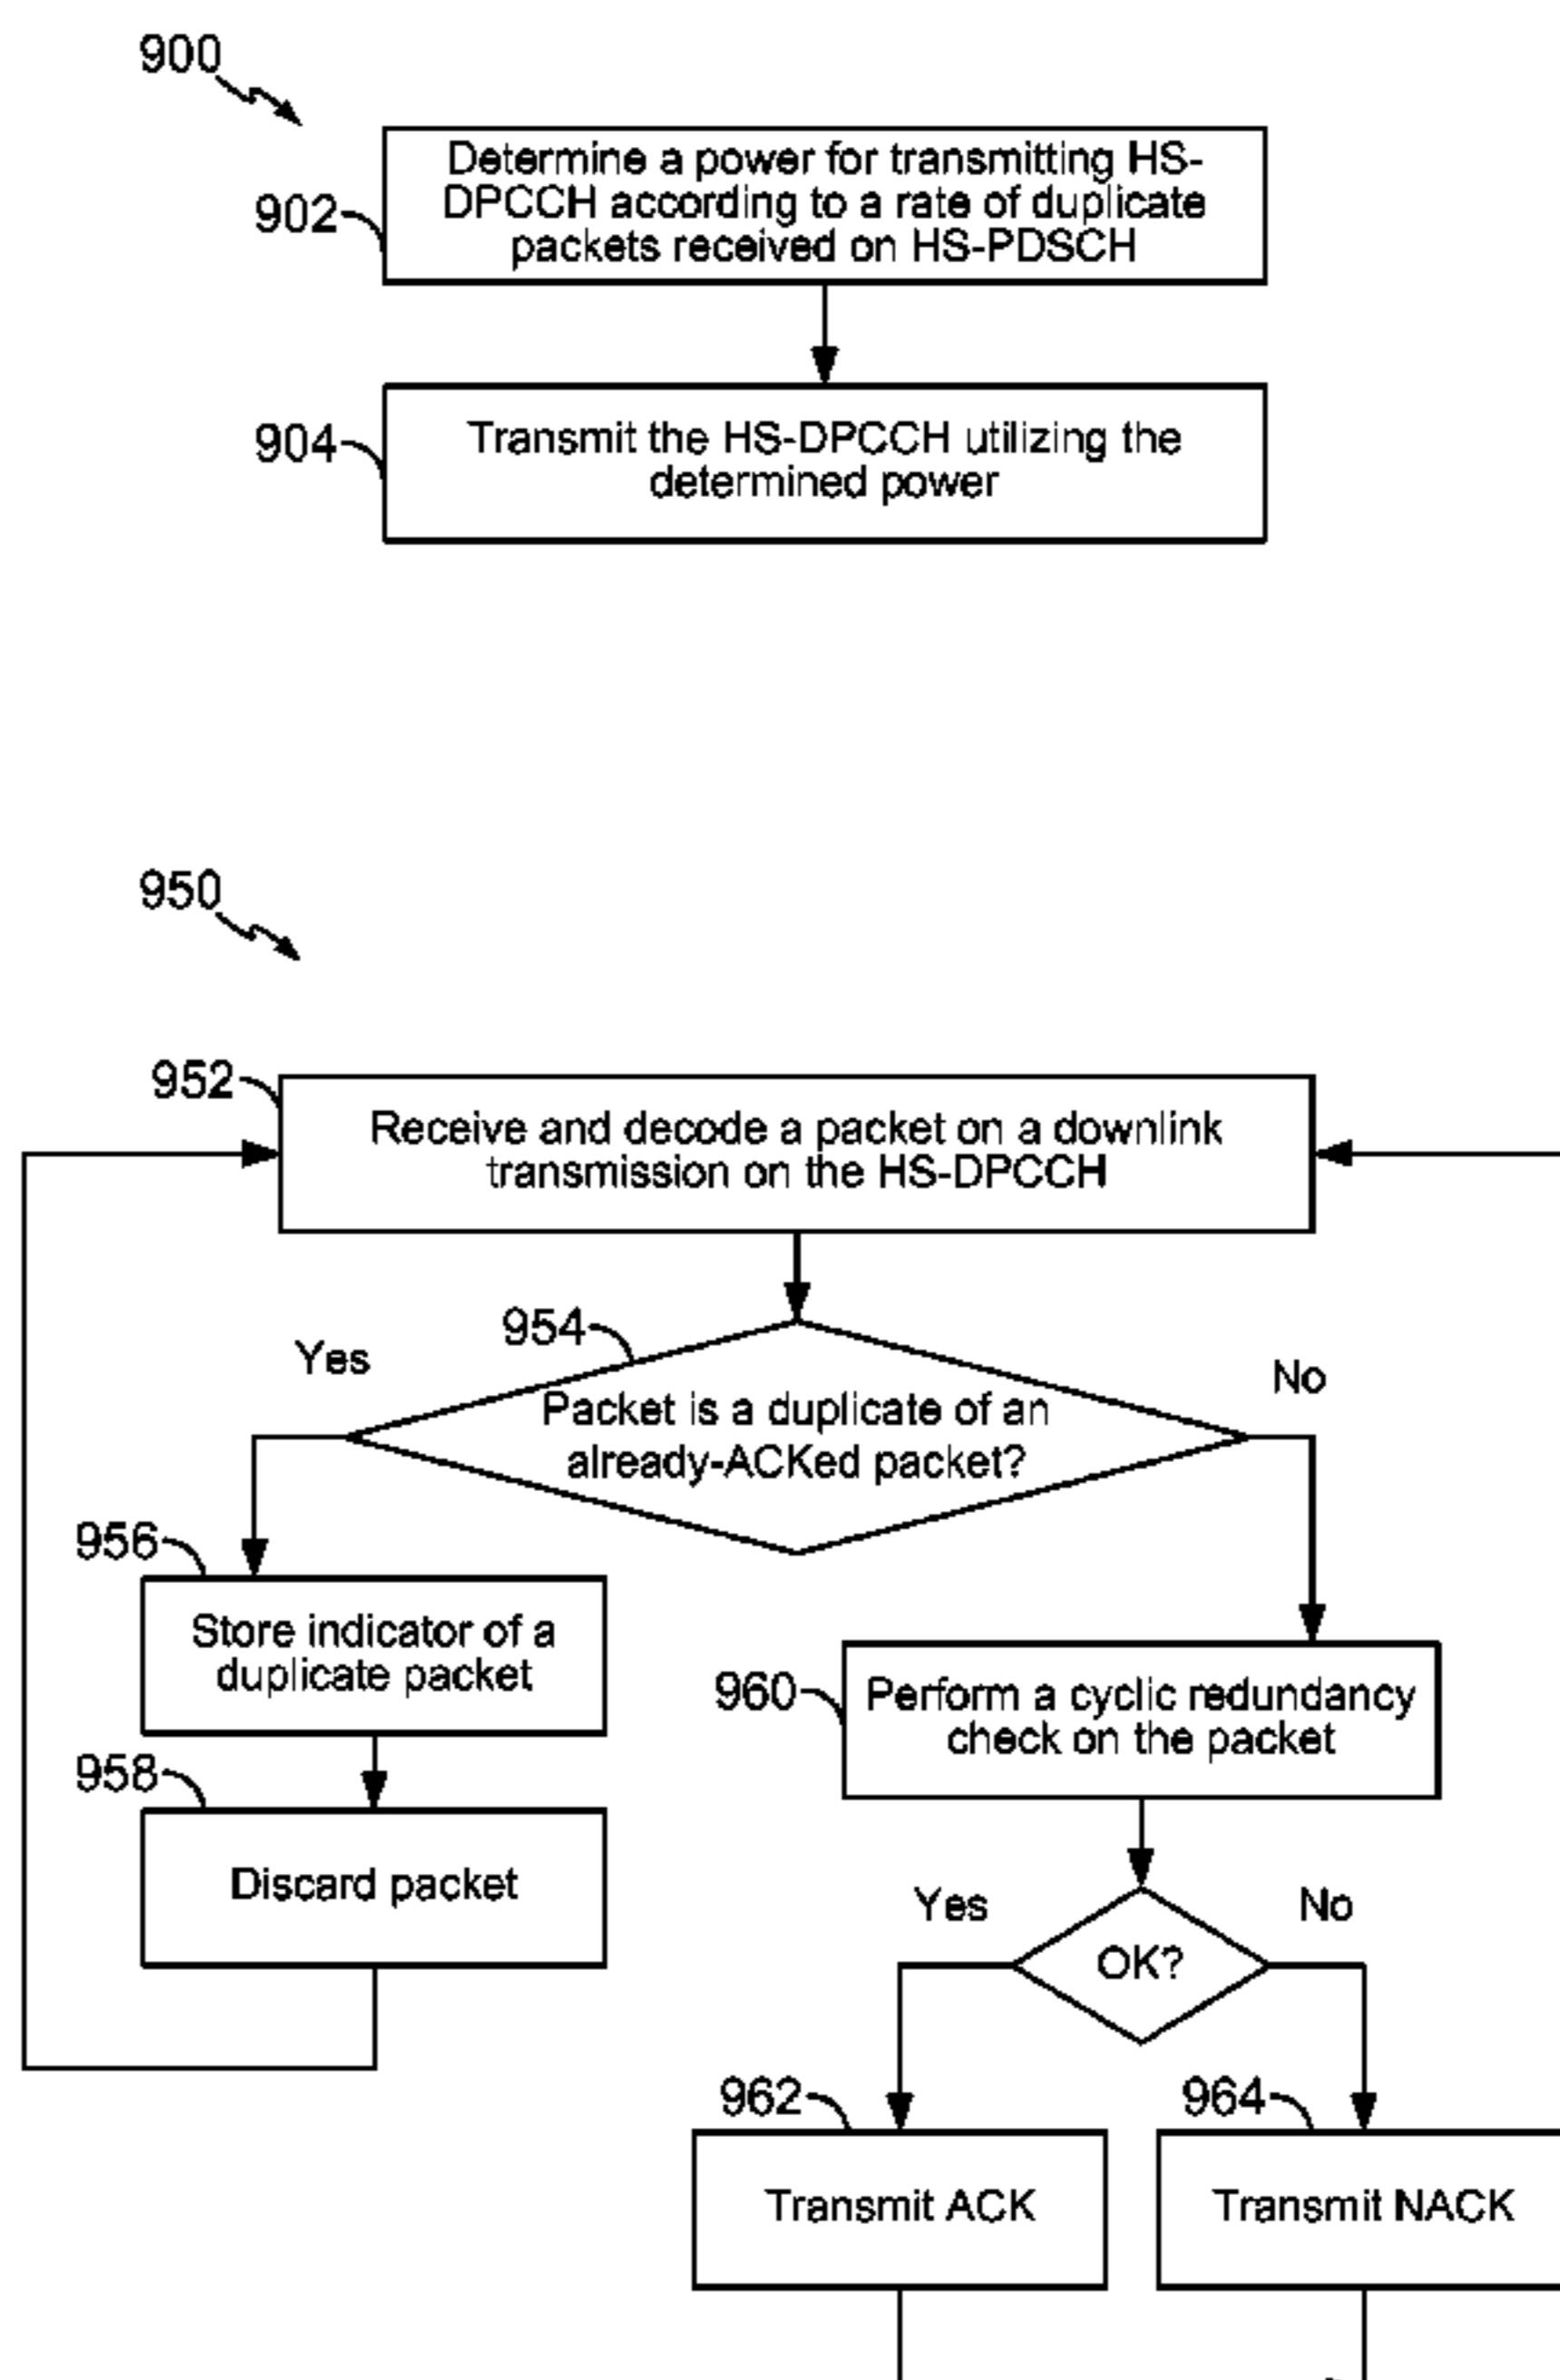 900
902
Determine a power for transmitting HS-
DPCCH according to a rate of duplicate
packets received on HS-PDSCH
904
Transmit the HS-DPCCH utilizing the
determined power
950
952
Receive and decode a packet on a downlink
transmission on the HS-DPCCH
954
Yes
No
Packet is a duplicate of an
already-ACKed packet?
956
Store indicator of a
duplicate packet
958
Discard packet
960
Perform a cyclic redundancy
check on the packet
Yes
No
OK?
962
Transmit ACK
964
Transmit NACK